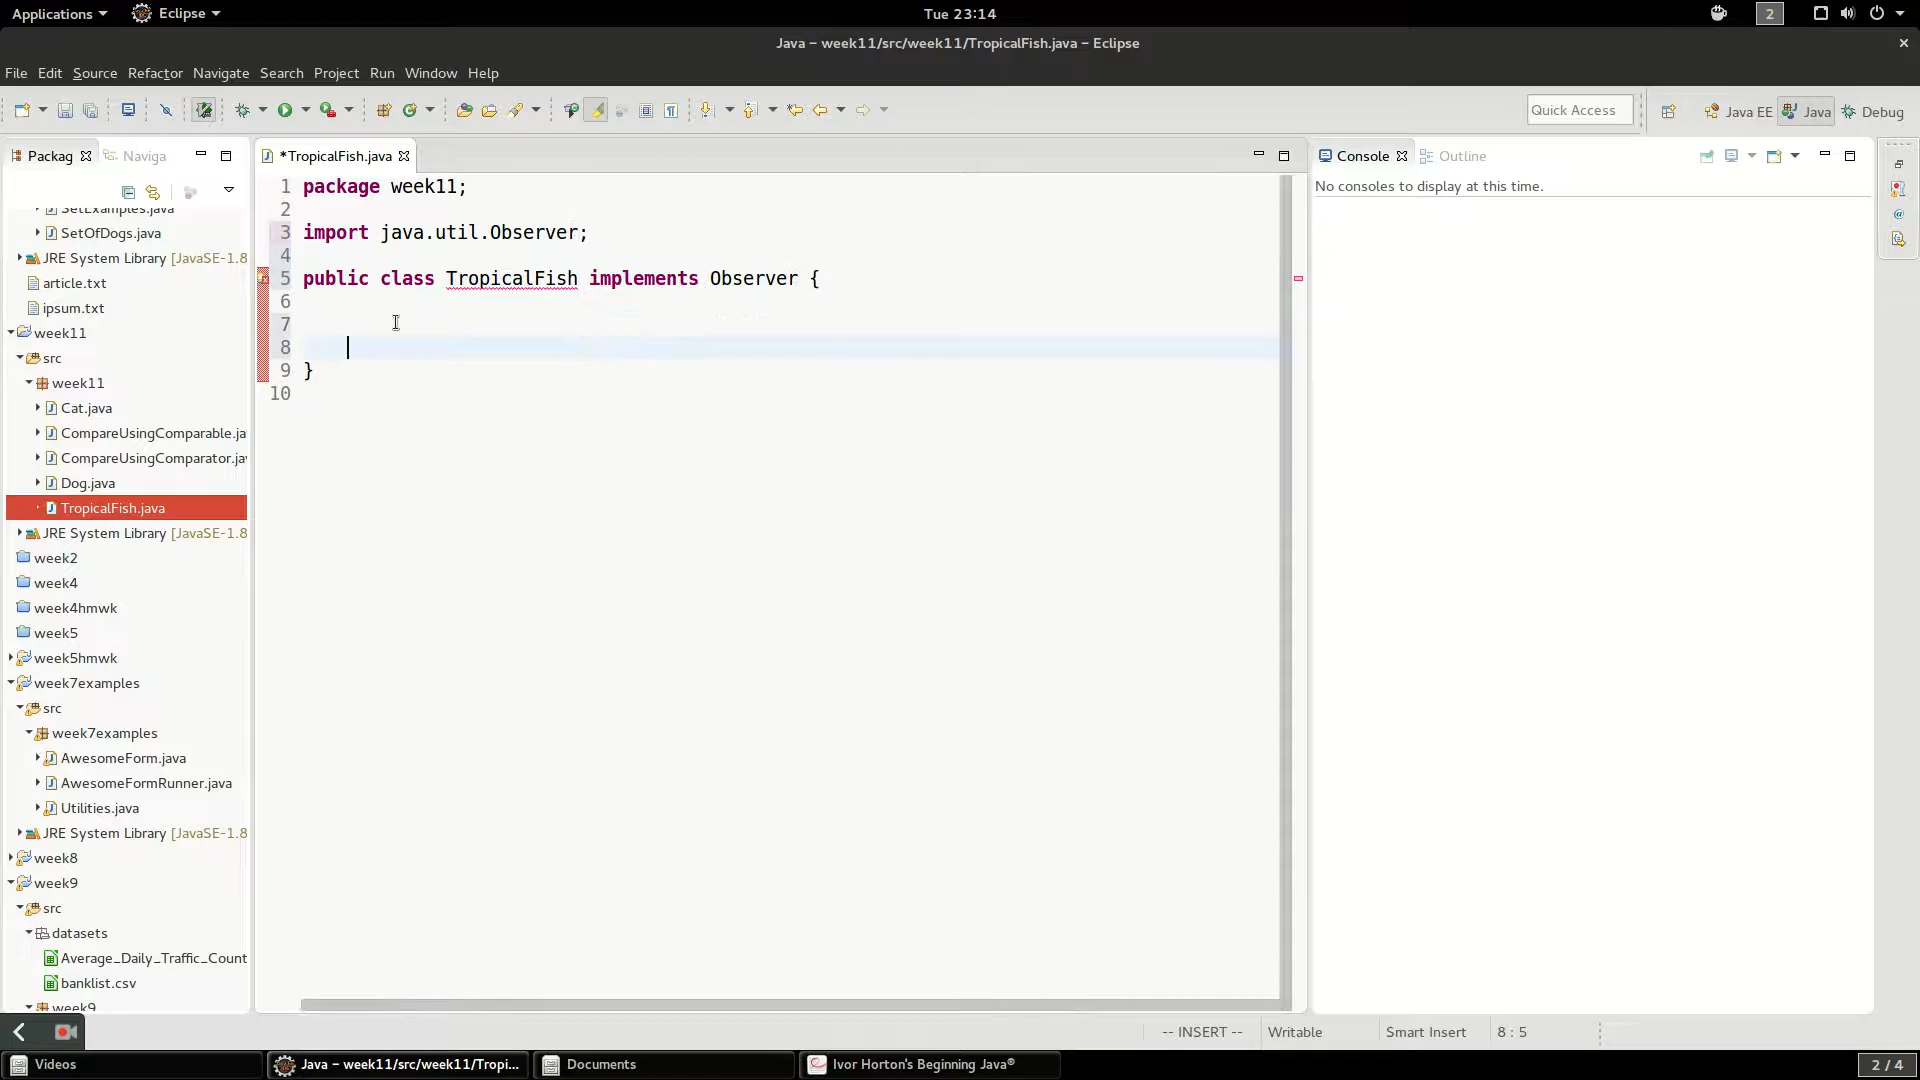 Applications Eclipse Tue 23:14 2
Java – week11/src/week11/TropicalFish.java – Eclipse
File Edit Source Refactor Navigate Search Project Run Window Help
Quick Access Java EE Java Debug
Packag Naviga *TropicalFish.java Console Outline
No consoles to display at this time.
1 package week11;
2
3 import java.util.Observer;
4
5 public class TropicalFish implements Observer {
6
7
8
9 }
10
SetExamples.java
SetOfDogs.java
JRE System Library [JavaSE-1.8
article.txt
ipsum.txt
week11
src
week11
Cat.java
CompareUsingComparable.ja
CompareUsingComparator.jav
Dog.java
TropicalFish.java
JRE System Library [JavaSE-1.8
week2
week4
week4hmwk
week5
week5hmwk
week7examples
src
week7examples
AwesomeForm.java
AwesomeFormRunner.java
Utilities.java
JRE System Library [JavaSE-1.8
week8
week9
src
datasets
Average_Daily_Traffic_Count
banklist.csv
week9
-- INSERT -- Writable Smart Insert 8 : 5
Videos Java – week11/src/week11/Tropi... Documents Ivor Horton's Beginning Java® 2 / 4